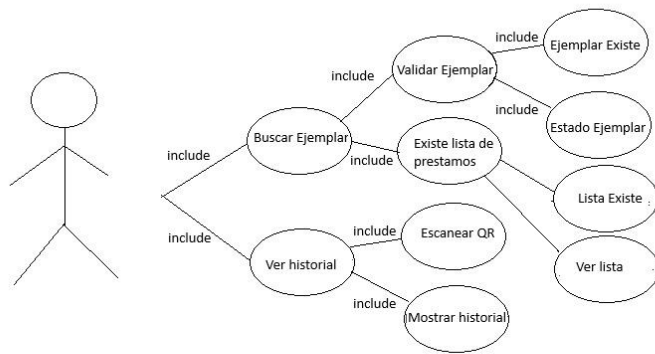 include
Ejemplar Existe
include
Validar Ejemplar
include
Estado Ejemplar
include
Buscar Ejemplar
include
Existe lista de
prestamos
Lista Existe
Ver lista
include
Ver historial
include
Escanear QR
include
Mostrar historial